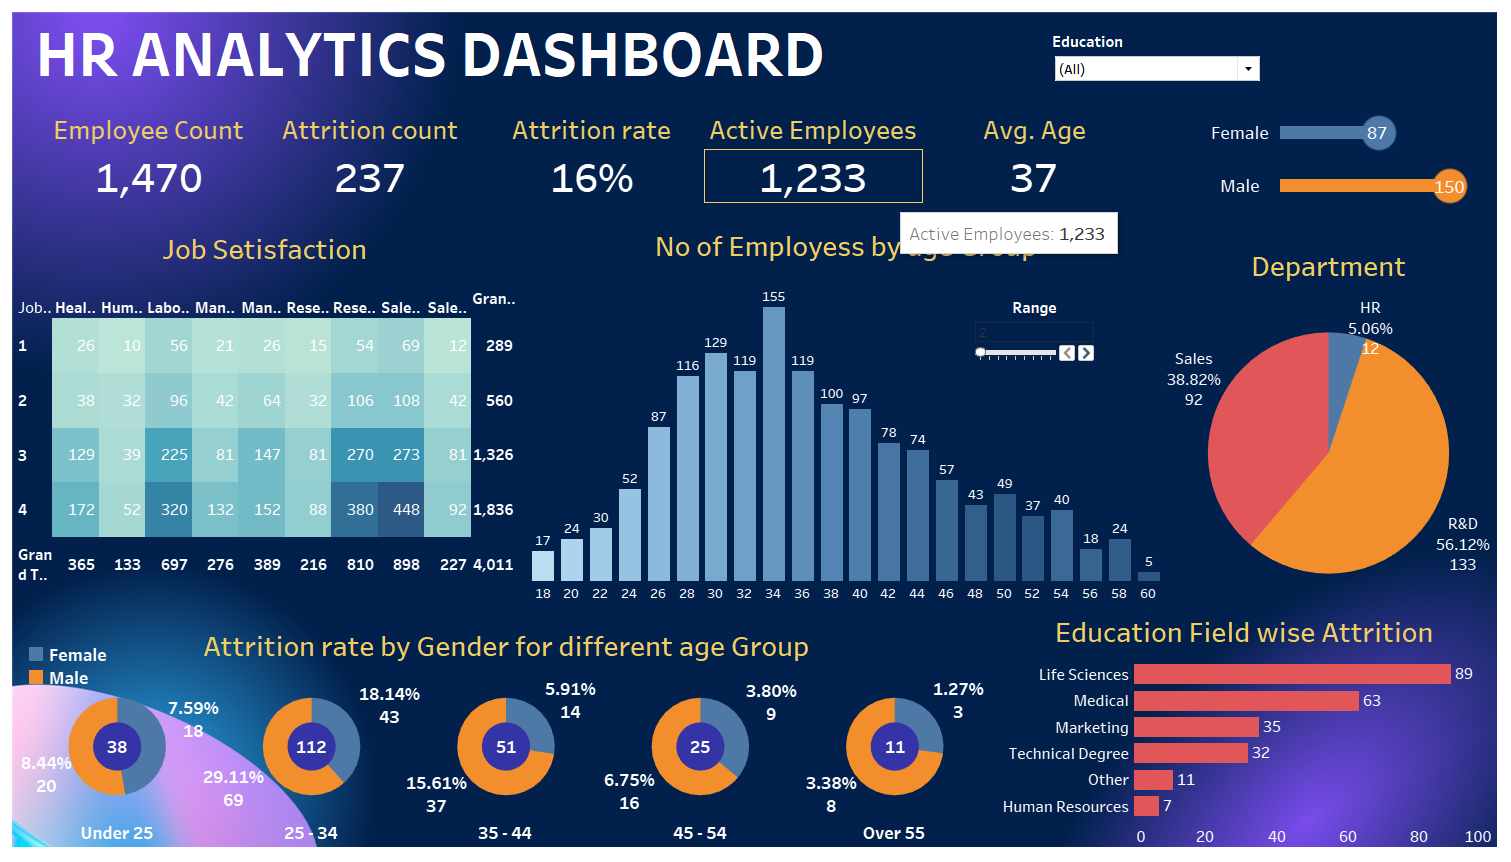 HR ANALYTICS DASHBOARD
Education
(All)
Employee Count
Attrition count
Attrition rate
Active Employees
Avg. Age
1,470
237
16%
1,233
37
Female
87
Male
150
Active Employees: 1,233
Job Setisfaction
Job.. Heal.. Hum.. Labo.. Man.. Man.. Rese.. Rese.. Sale.. Sale.. Gran..
1 26 10 56 21 26 15 54 69 12 289
2 38 32 96 42 64 32 106 108 42 560
3 129 39 225 81 147 81 270 273 81 1,326
4 172 52 320 132 152 88 380 448 92 1,836
Gran
d T.. 365 133 697 276 389 216 810 898 227 4,011
No of Employess by age Group
Range
2
17 24 30 52 87 116 129 119 155 119 100 97 78 74 57 43 49 37 40 18 24 5
18 20 22 24 26 28 30 32 34 36 38 40 42 44 46 48 50 52 54 56 58 60
Department
HR
5.06%
12
Sales
38.82%
92
R&D
56.12%
133
Attrition rate by Gender for different age Group
Female
Male
7.59%
18
38
8.44%
20
Under 25
18.14%
43
112
29.11%
69
25 - 34
5.91%
14
51
15.61%
37
35 - 44
3.80%
9
25
6.75%
16
45 - 54
1.27%
3
11
3.38%
8
Over 55
Education Field wise Attrition
Life Sciences 89
Medical 63
Marketing 35
Technical Degree 32
Other 11
Human Resources 7
0 20 40 60 80 100